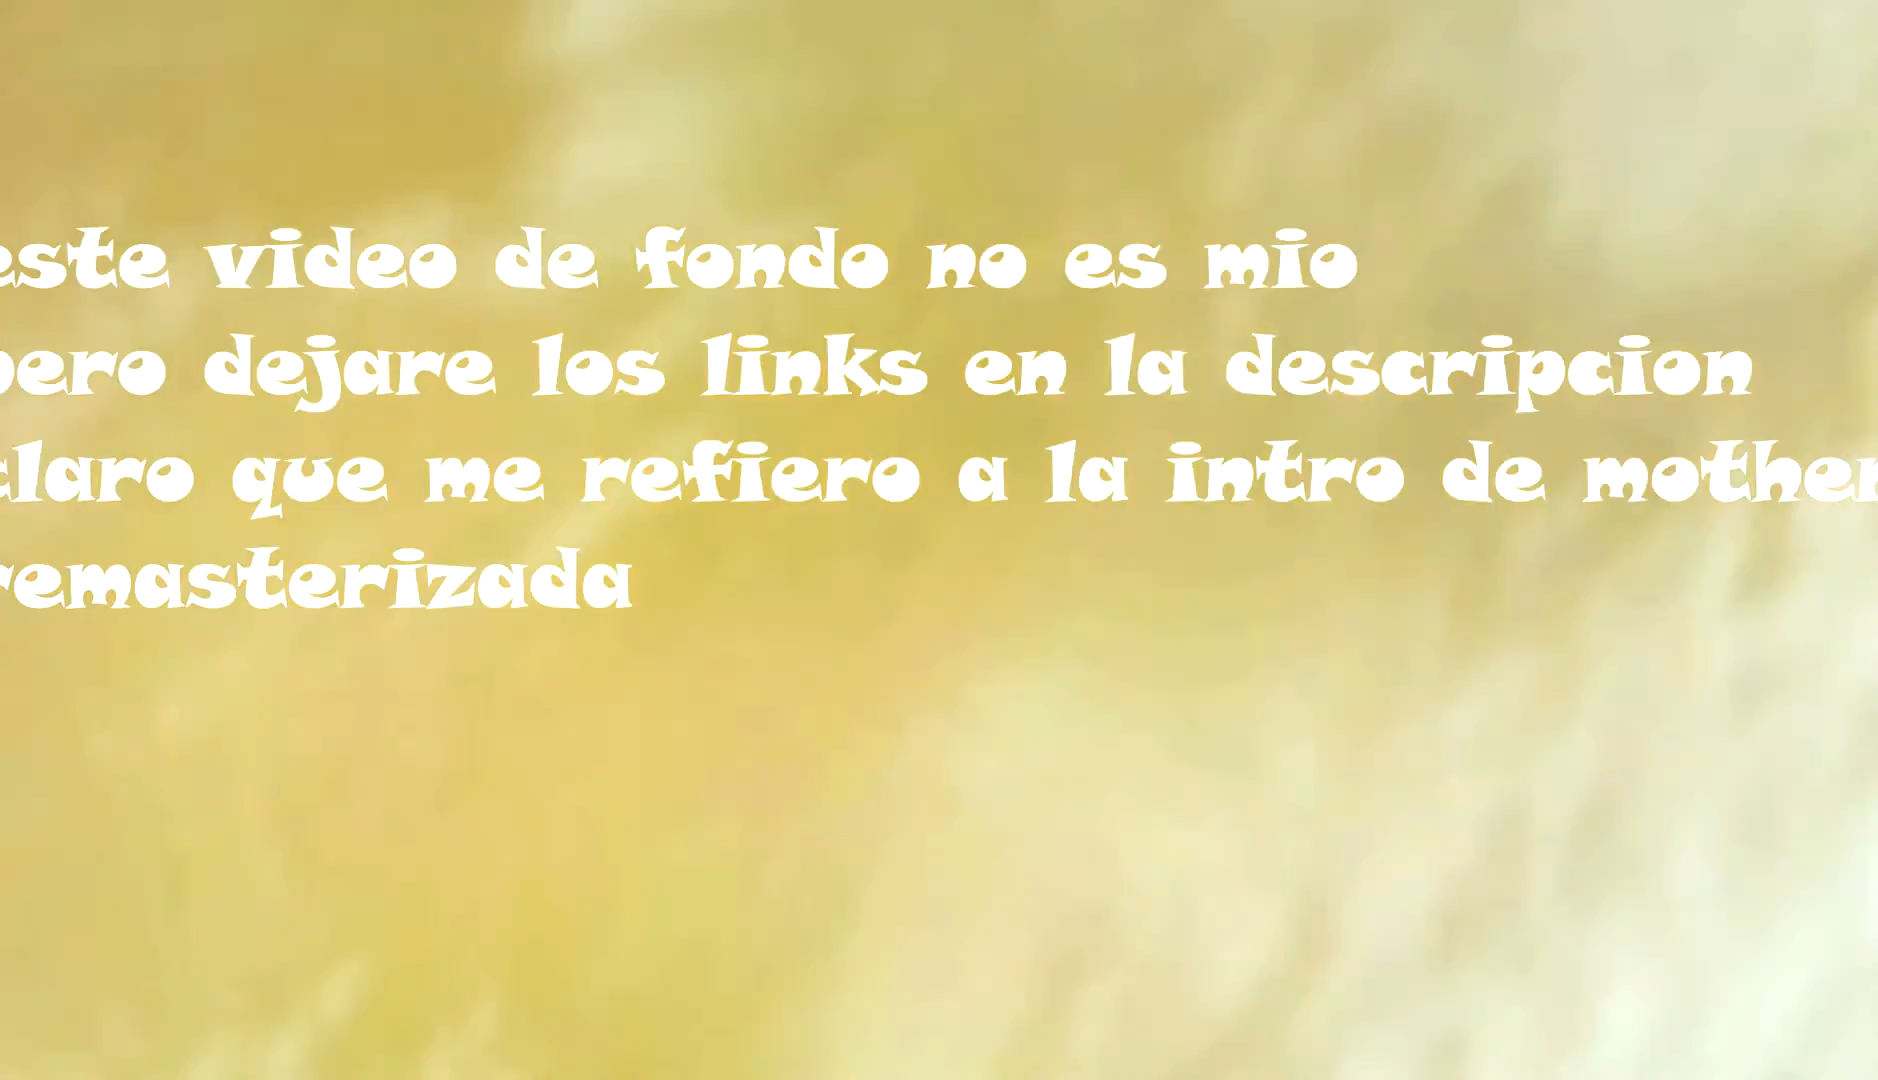 este video de fondo no es mio
pero dejare los links en la descripcion
claro que me refiero a la intro de mother
remasterizada